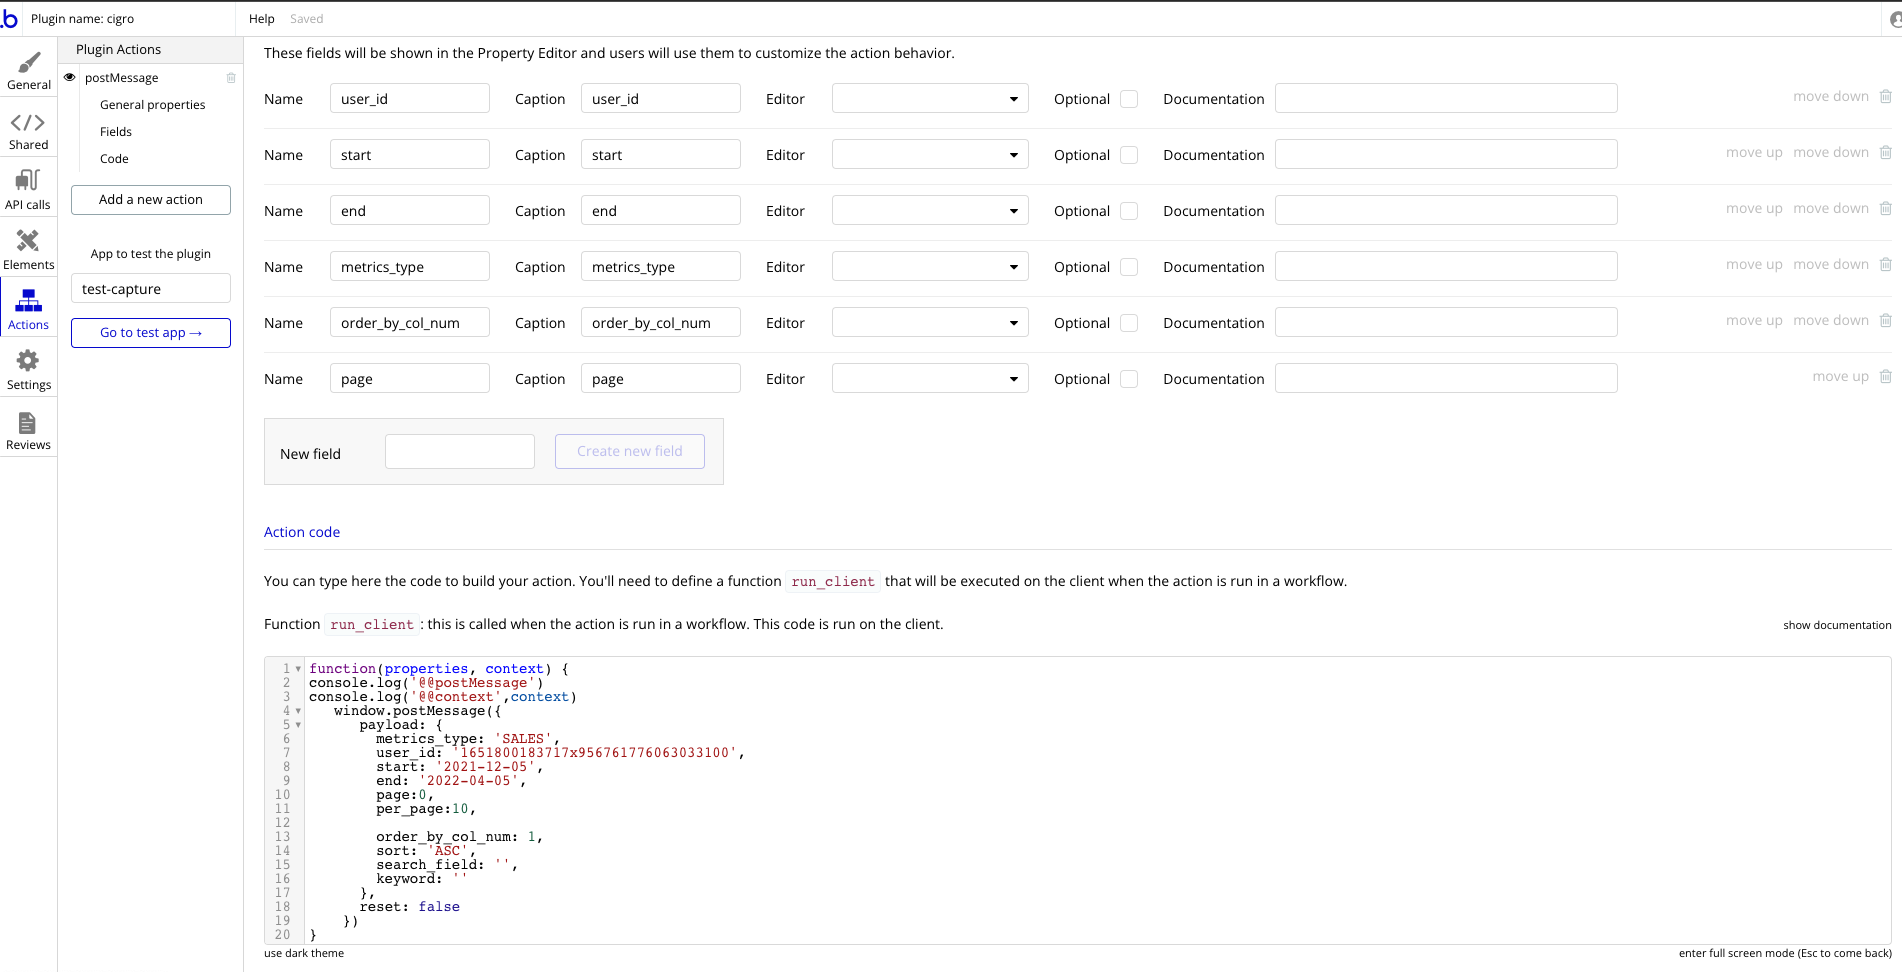 .b Plugin name: cigro Help Saved
Plugin Actions
General
Shared
API calls
Elements
Actions
Settings
Reviews
postMessage
General properties
Fields
Code
Add a new action
App to test the plugin
test-capture
Go to test app →
These fields will be shown in the Property Editor and users will use them to customize the action behavior.
Name user_id Caption user_id Editor Optional Documentation move down
Name start Caption start Editor Optional Documentation move up move down
Name end Caption end Editor Optional Documentation move up move down
Name metrics_type Caption metrics_type Editor Optional Documentation move up move down
Name order_by_col_num Caption order_by_col_num Editor Optional Documentation move up move down
Name page Caption page Editor Optional Documentation move up
New field Create new field
Action code
You can type here the code to build your action. You'll need to define a function run_client that will be executed on the client when the action is run in a workflow.
Function run_client : this is called when the action is run in a workflow. This code is run on the client.
show documentation
1 function(properties, context) {
2 console.log('@@postMessage')
3 console.log('@@context',context)
4 window.postMessage({
5 payload: {
6 metrics_type: 'SALES',
7 user_id: '1651800183717x956761776063033100',
8 start: '2021-12-05',
9 end: '2022-04-05',
10 page:0,
11 per_page:10,
12
13 order_by_col_num: 1,
14 sort: 'ASC',
15 search_field: '',
16 keyword: ''
17 },
18 reset: false
19 })
20 }
use dark theme
enter full screen mode (Esc to come back)